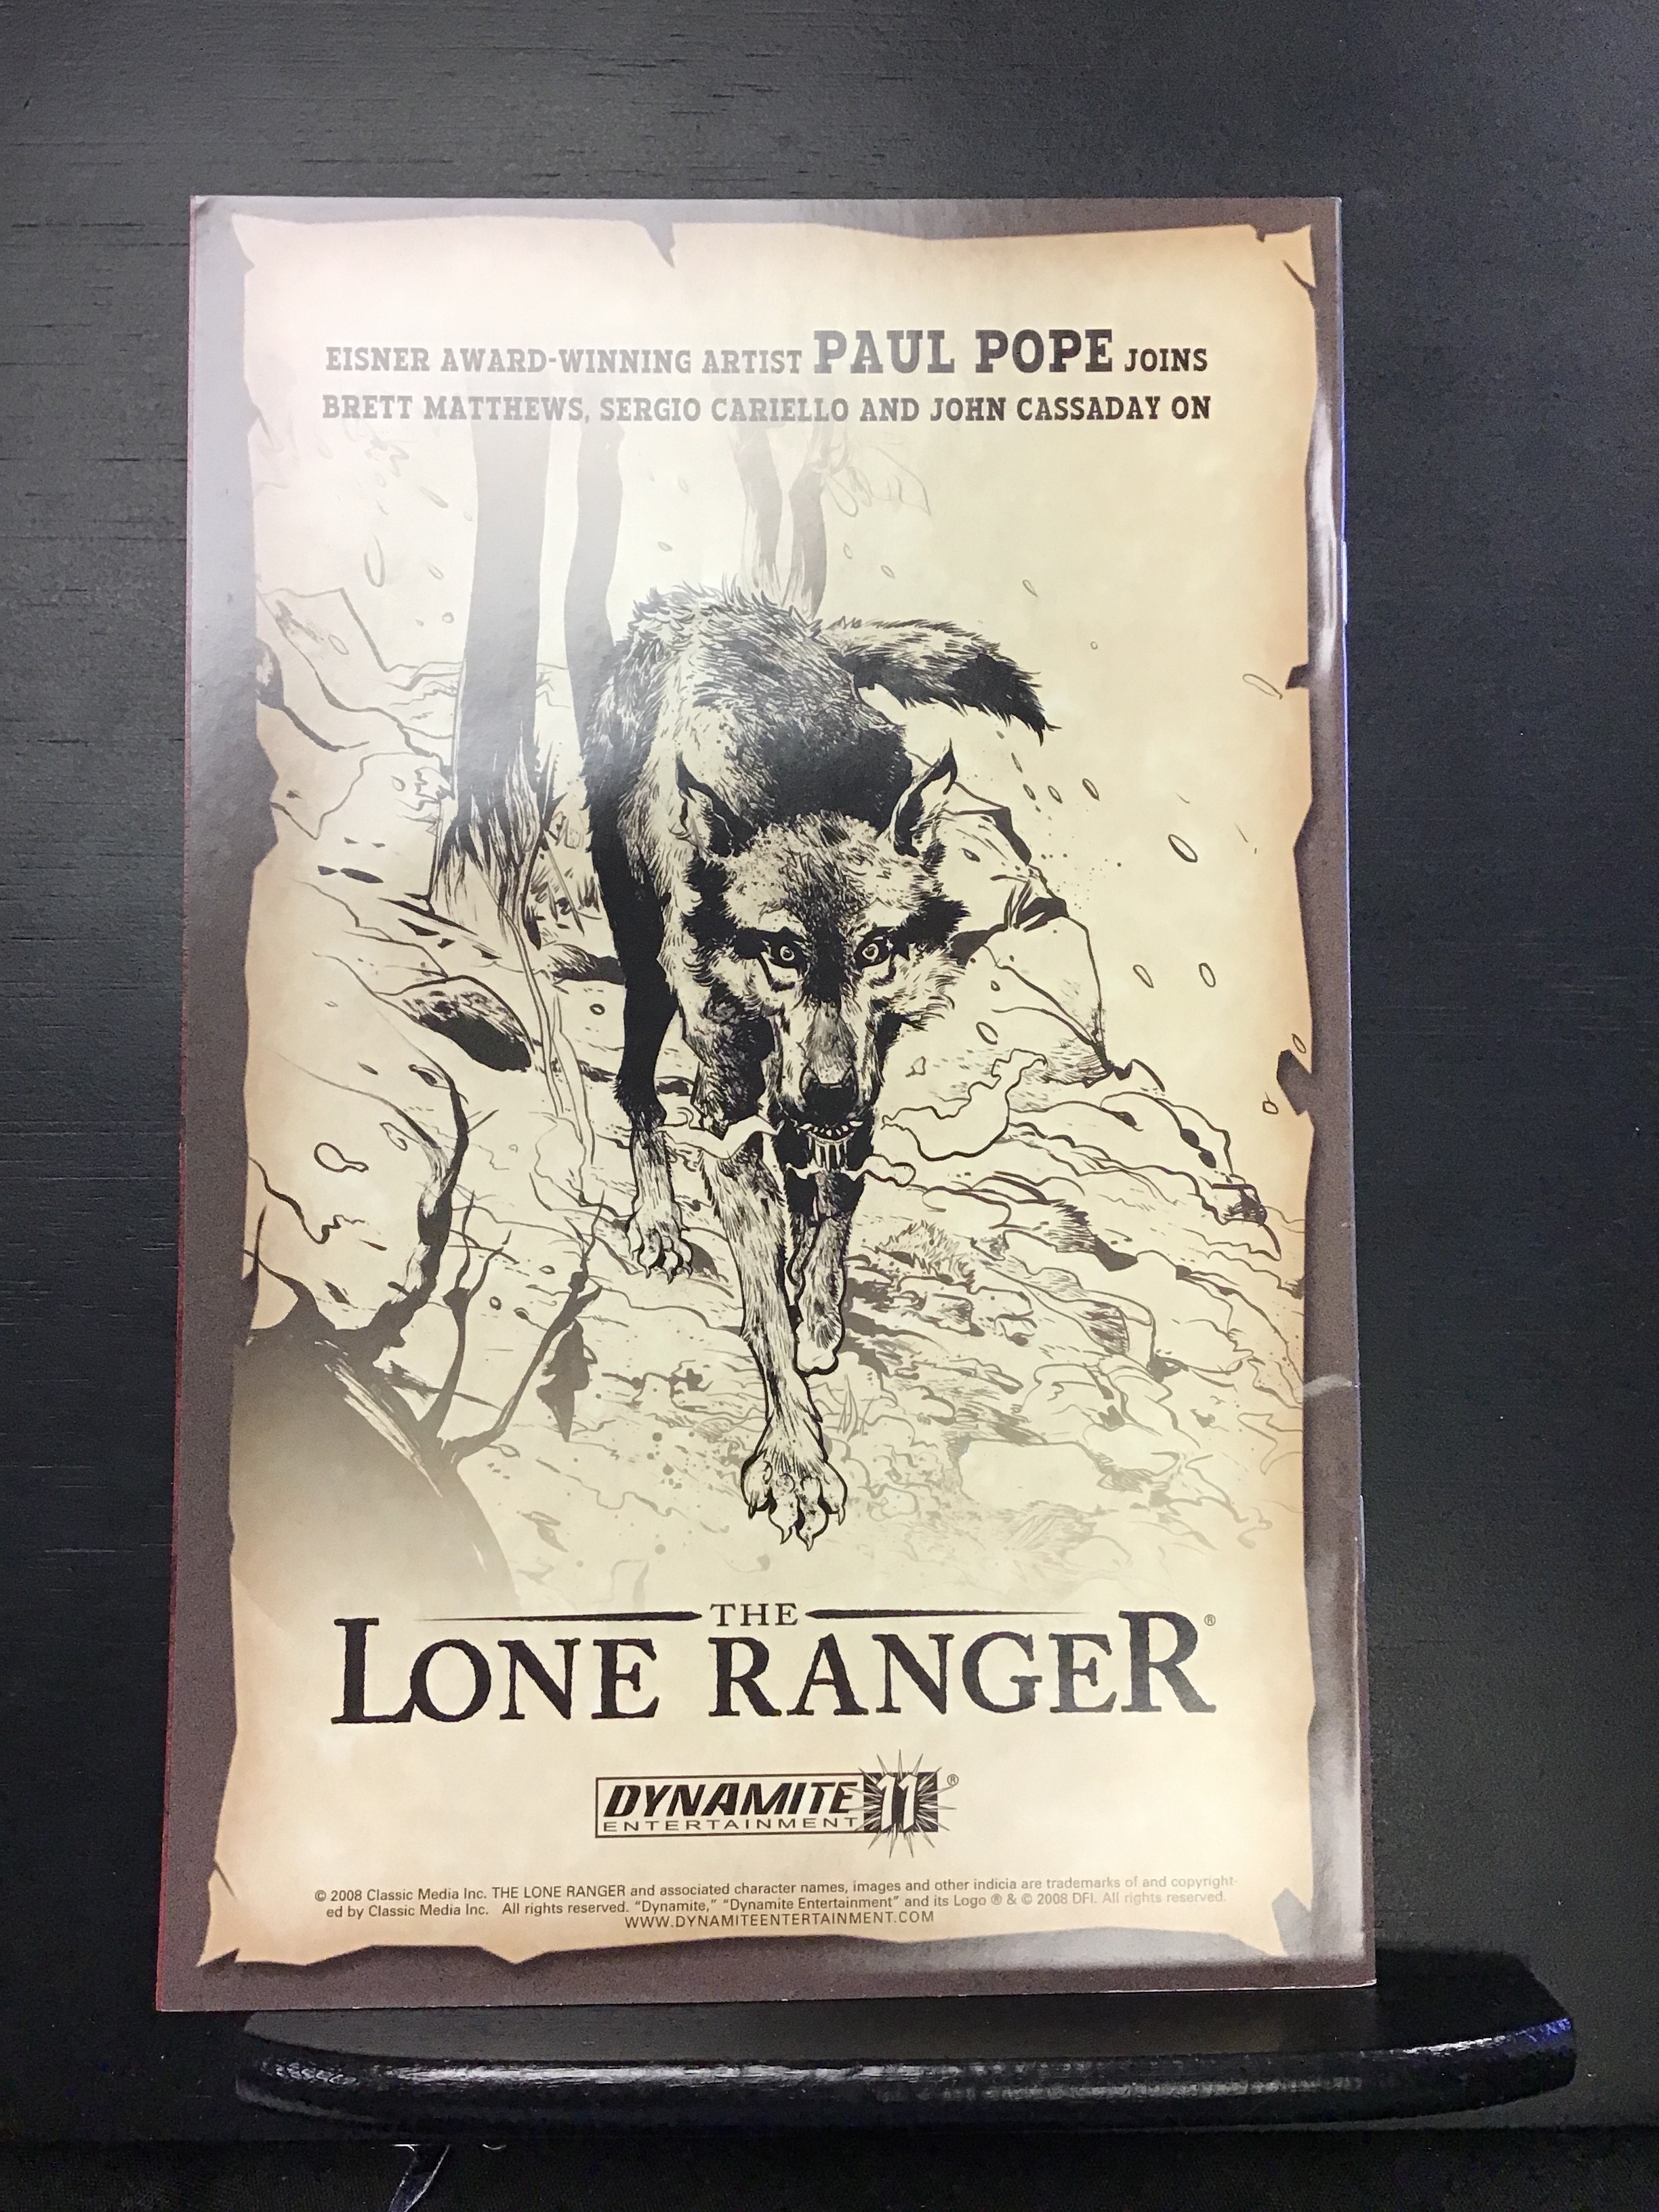 EISNER AWARD-WINNING ARTIST PAUL POPE JOINS
BRETT MATTHEWS, SERGIO CARIELLO AND JOHN CASSADAY ON
THE
LONE RANGER®
DYNAMITE 11®
ENTERTAINMENT
© 2008 Classic Media Inc. THE LONE RANGER and associated character names, images and other indicia are trademarks of and copyright-
ed by Classic Media Inc. All rights reserved. "Dynamite," "Dynamite Entertainment" and its Logo ® & © 2008 DFI. All rights reserved.
WWW.DYNAMITEENTERTAINMENT.COM